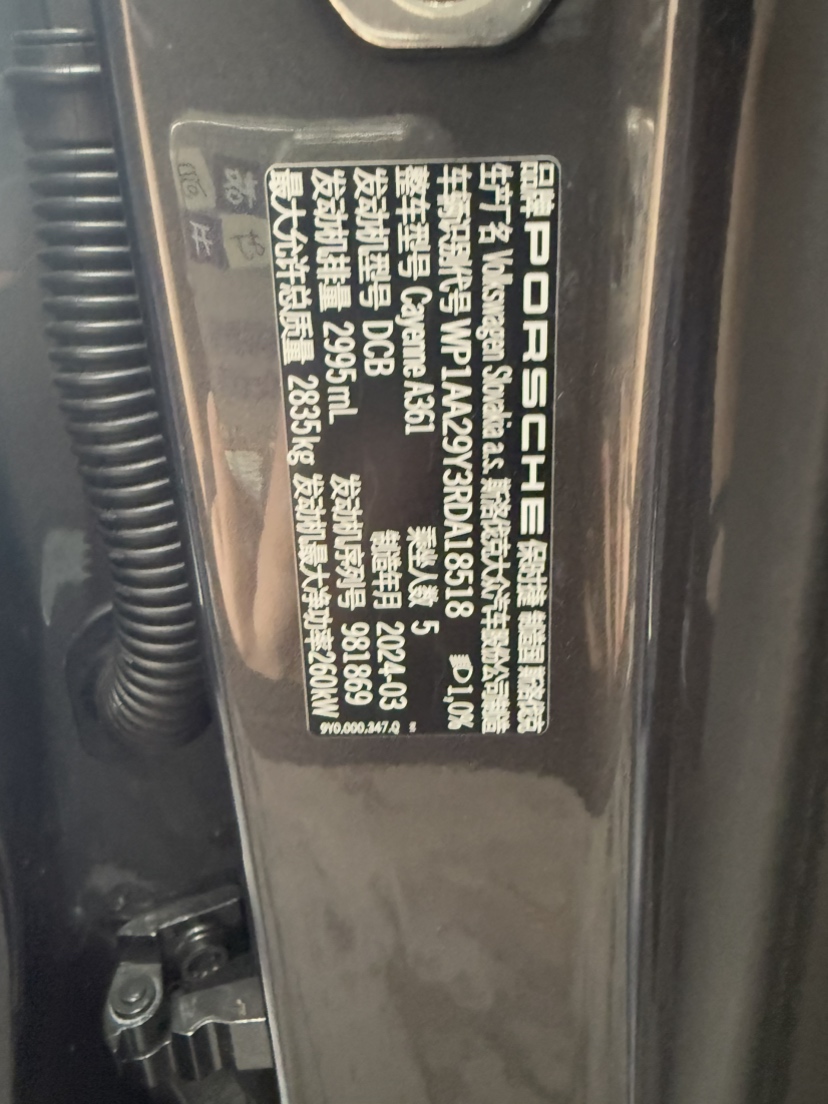 品牌 PORSCHE 保时捷 制造国 斯洛伐克
生产厂名 Volkswagen Slovakia a.s. 斯洛伐克大众汽车股份公司制造
车辆识别代号 WP1AA29Y3RDA18518 1,0%
整车型号 Cayenne A361 乘坐人数 5
发动机型号 DCB 制造年月 2024-03
发动机排量 2995mL 发动机序列号 981869
最大允许总质量 2835kg 发动机最大净功率260kW
9Y0.000.347.Q